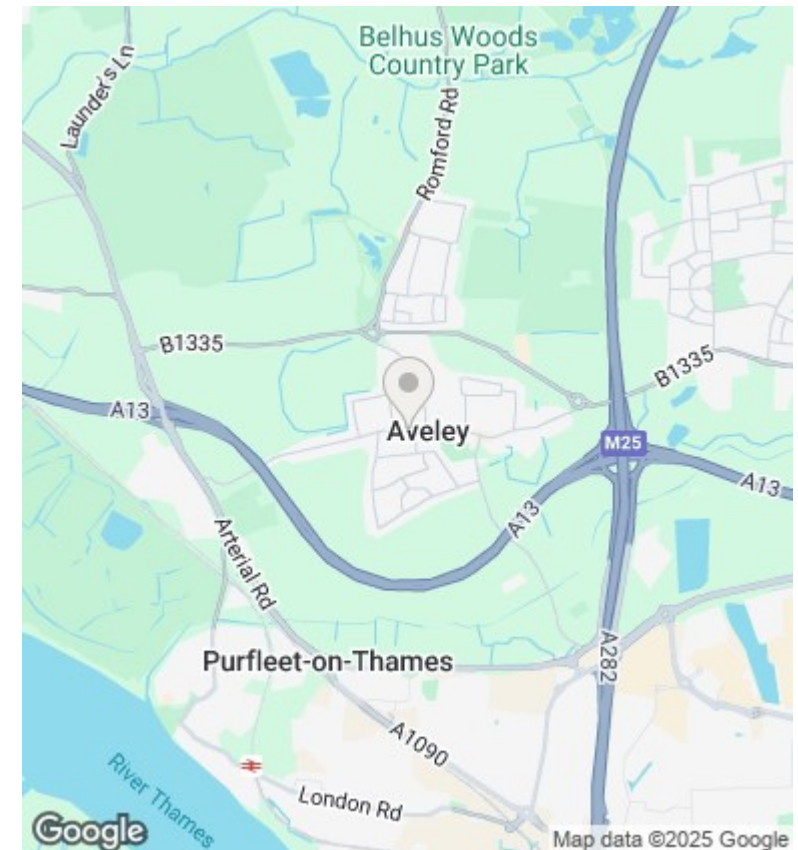 Belhus Woods
Country Park
Launder's Ln
Romford Rd
B1335
B1335
A13
Aveley
M25
A13
A13
Arterial Rd
Purfleet-on-Thames
A282
A1090
River Thames
London Rd
Google
Map data ©2025 Google